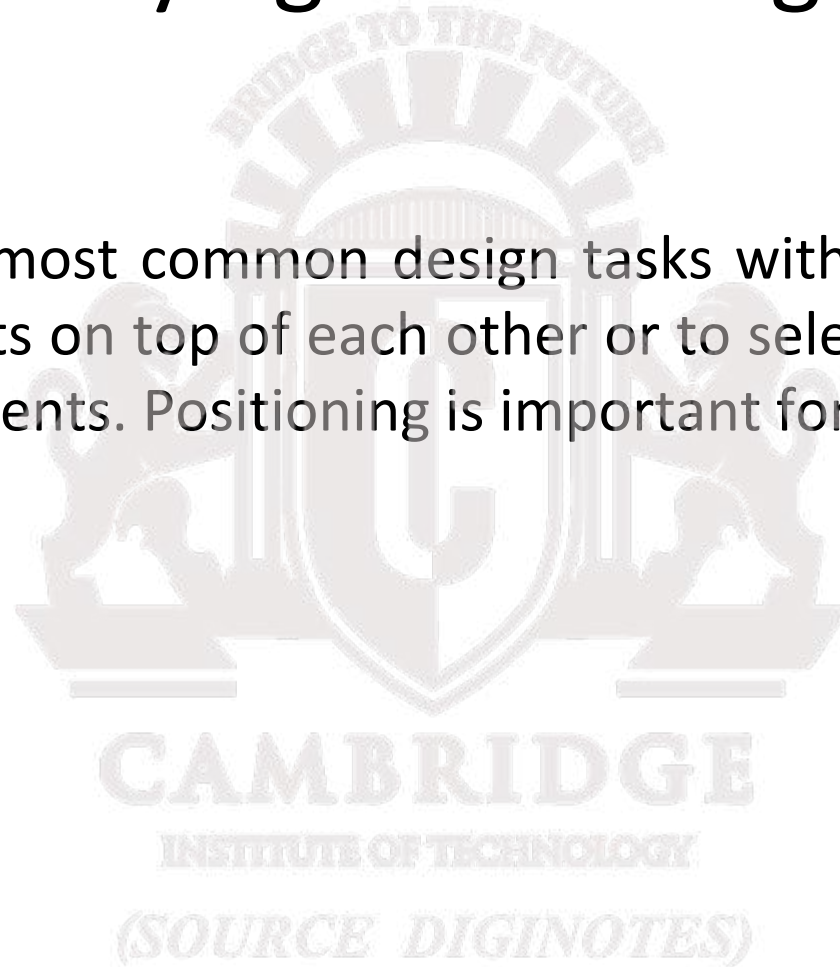 BRIDGE TO THE FUTURE
most common design tasks with
ts on top of each other or to sele
ents. Positioning is important for
C
CAMBRIDGE
INSTITUTE OF TECHNOLOGY
(SOURCE DIGINOTES)